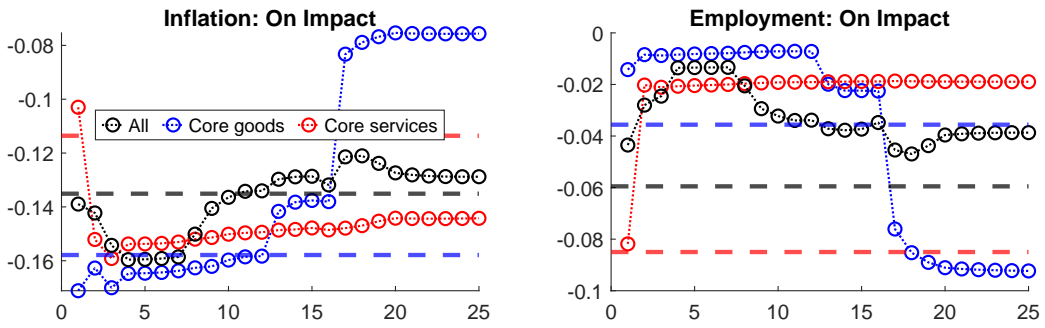 Inflation: On Impact
-0.08
-0.1
-0.12
-0.14
-0.16
All Core goods Core services
0 5 10 15 20 25
Employment: On Impact
0
-0.02
-0.04
-0.06
-0.08
-0.1
0 5 10 15 20 25